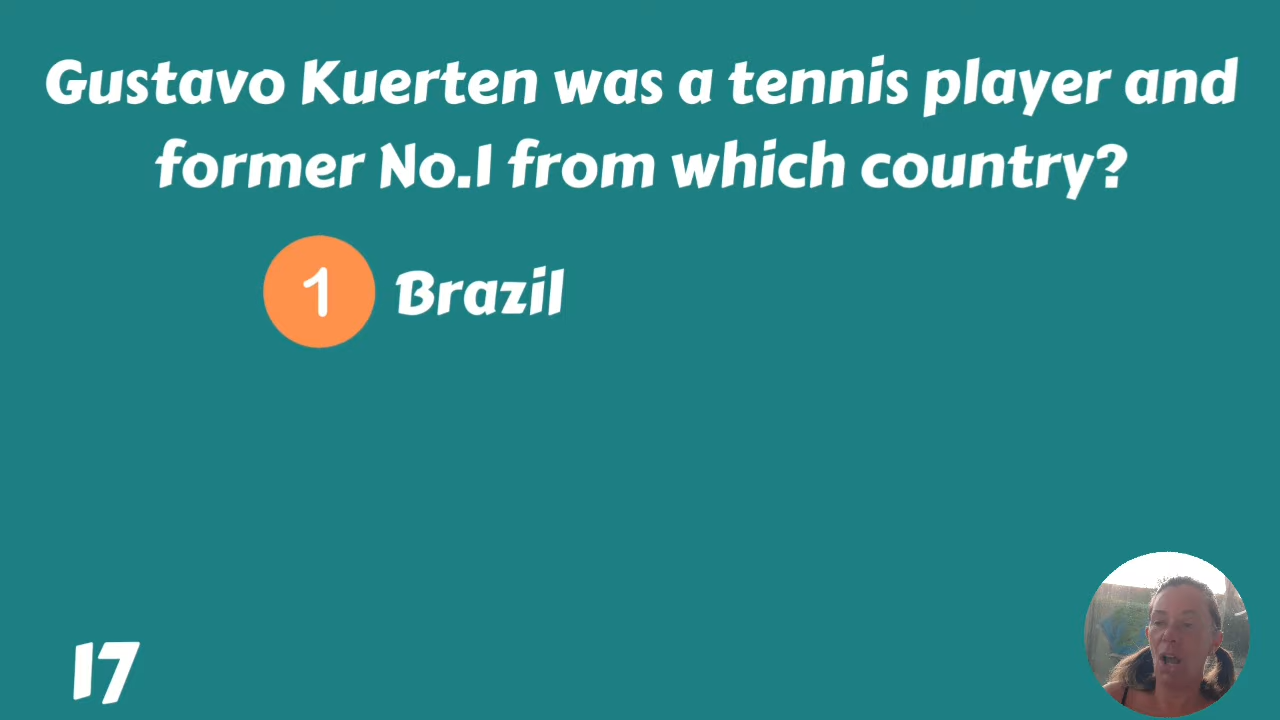 Gustavo Kuerten was a tennis player and
former No.1 from which country?
1 Brazil
17